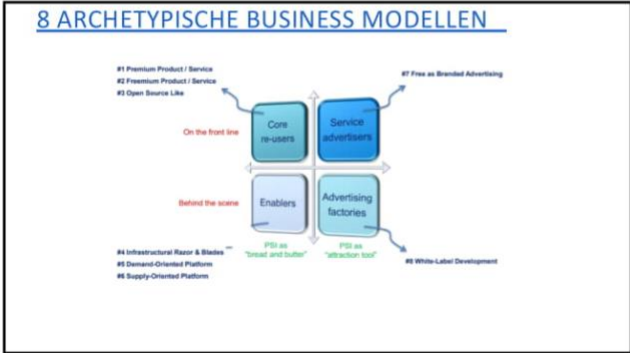 8 ARCHETYPISCHE BUSINESS MODELLEN
#1 Premium Product / Service
#2 Freemium Product / Service
#3 Open Source Like
#7 Free as Branded Advertising
On the front line
Core
re-users
Service
advertisers
Behind the scene
Enablers
Advertising
factories
#4 Infrastructural Razor & Blades
#5 Demand-Oriented Platform
#6 Supply-Oriented Platform
PSI as
"bread and butter"
PSI as
"attraction tool"
#8 White-Label Development